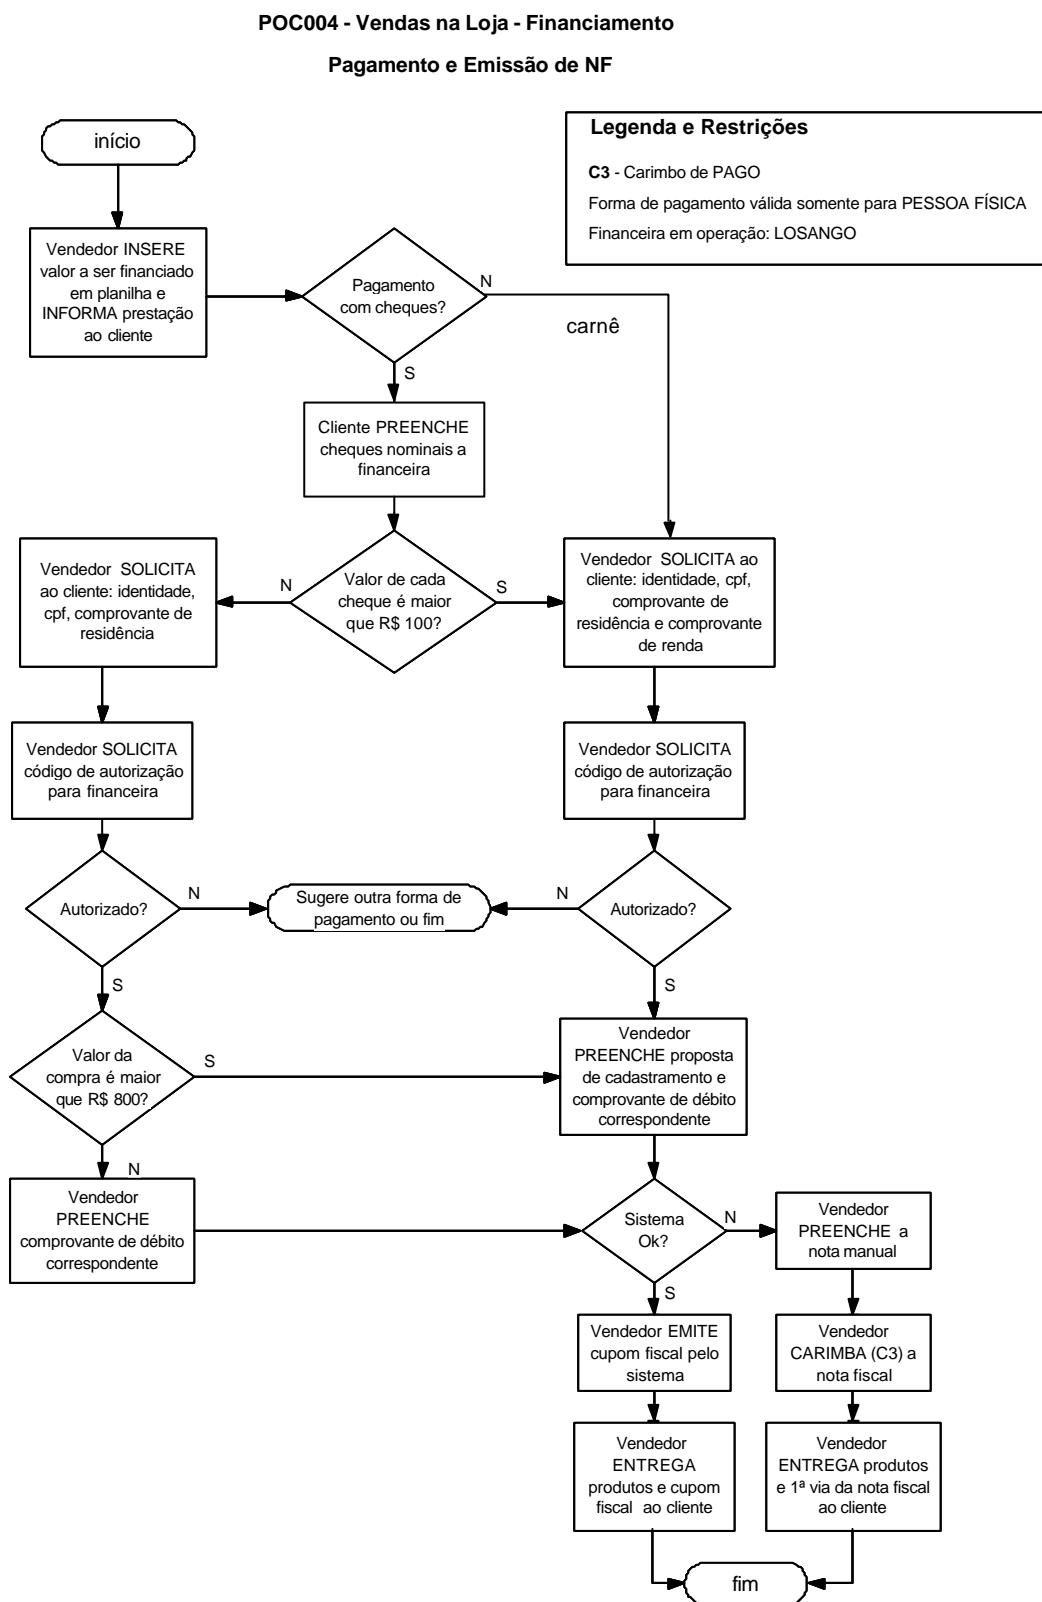 POC004 - Vendas na Loja - Financiamento
Pagamento e Emissão de NF
início
Legenda e Restrições
C3 - Carimbo de PAGO
Forma de pagamento válida somente para PESSOA FÍSICA
Financeira em operação: LOSANGO
Vendedor INSERE
valor a ser financiado
em planilha e
INFORMA prestação
ao cliente
Pagamento
com cheques?
N
carnê
S
Cliente PREENCHE
cheques nominais a
financeira
Vendedor SOLICITA
ao cliente: identidade,
cpf, comprovante de
residência
N
Valor de cada
cheque é maior
que R$ 100?
S
Vendedor SOLICITA ao
cliente: identidade, cpf,
comprovante de
residência e comprovante
de renda
Vendedor SOLICITA
código de autorização
para financeira
Vendedor SOLICITA
código de autorização
para financeira
Autorizado?
N
Sugere outra forma de
pagamento ou fim
N
Autorizado?
S
S
Valor da
compra é maior
que R$ 800?
S
Vendedor
PREENCHE proposta
de cadastramento e
comprovante de débito
correspondente
N
Vendedor
PREENCHE
comprovante de débito
correspondente
Sistema
Ok?
N
Vendedor
PREENCHE a
nota manual
S
Vendedor EMITE
cupom fiscal pelo
sistema
Vendedor
CARIMBA (C3) a
nota fiscal
Vendedor
ENTREGA
produtos e cupom
fiscal ao cliente
Vendedor
ENTREGA produtos
e 1ª via da nota fiscal
ao cliente
fim